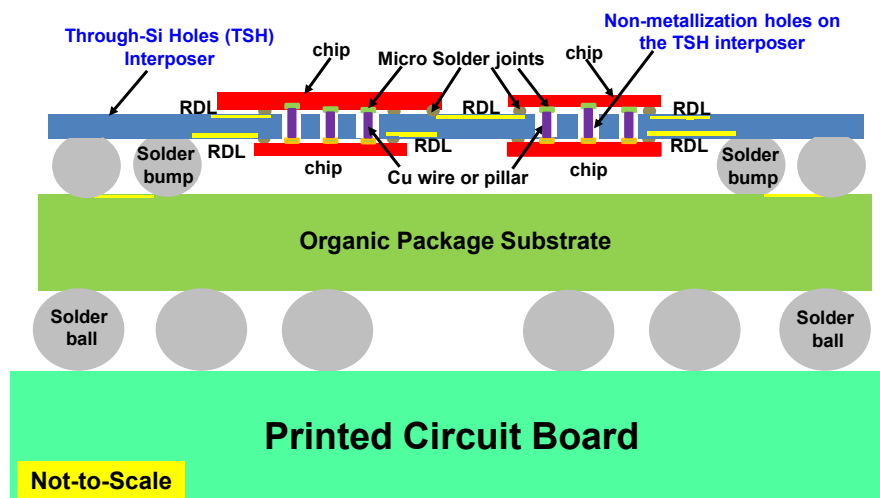 Through-Si Holes (TSH)
Interposer
chip
Micro Solder joints
Non-metallization holes on
the TSH interposer
chip
RDL
RDL
RDL
RDL
RDL
RDL
Solder
bump
chip
Cu wire or pillar
chip
Solder
bump
Organic Package Substrate
Solder
ball
Solder
ball
Printed Circuit Board
Not-to-Scale